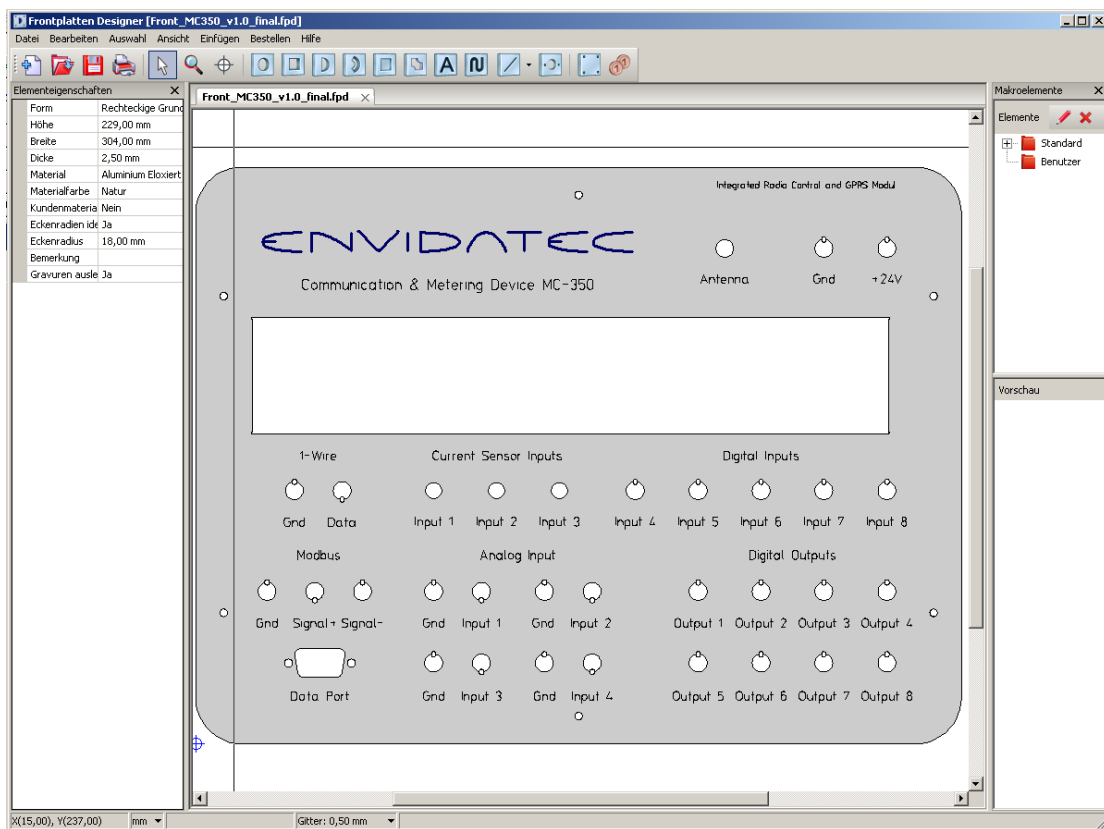 Frontplatten Designer [Front_MC350_v1.0_final.fpd]
Datei Bearbeiten Auswahl Ansicht Einfügen Bestellen Hilfe
Elementeigenschaften
Form Rechteckige Grund
Höhe 229,00 mm
Breite 304,00 mm
Dicke 2,50 mm
Material Aluminium Eloxiert
Materialfarbe Natur
Kundenmateria Nein
Eckenradien ide Ja
Eckenradius 18,00 mm
Bemerkung
Gravuren ausle Ja
Front_MC350_v1.0_final.fpd
Makroelemente
Elemente
Standard
Benutzer
Vorschau
Integrated Radio Control and GPRS Modul
ENVIDATEC
Communication & Metering Device MC-350
Antenna Gnd +24V
1-Wire Current Sensor Inputs Digital Inputs
Gnd Data Input 1 Input 2 Input 3 Input 4 Input 5 Input 6 Input 7 Input 8
Modbus Analog Input Digital Outputs
Gnd Signal+ Signal- Gnd Input 1 Gnd Input 2 Output 1 Output 2 Output 3 Output 4
Data Port Gnd Input 3 Gnd Input 4 Output 5 Output 6 Output 7 Output 8
X(15,00), Y(237,00) mm Gitter: 0,50 mm